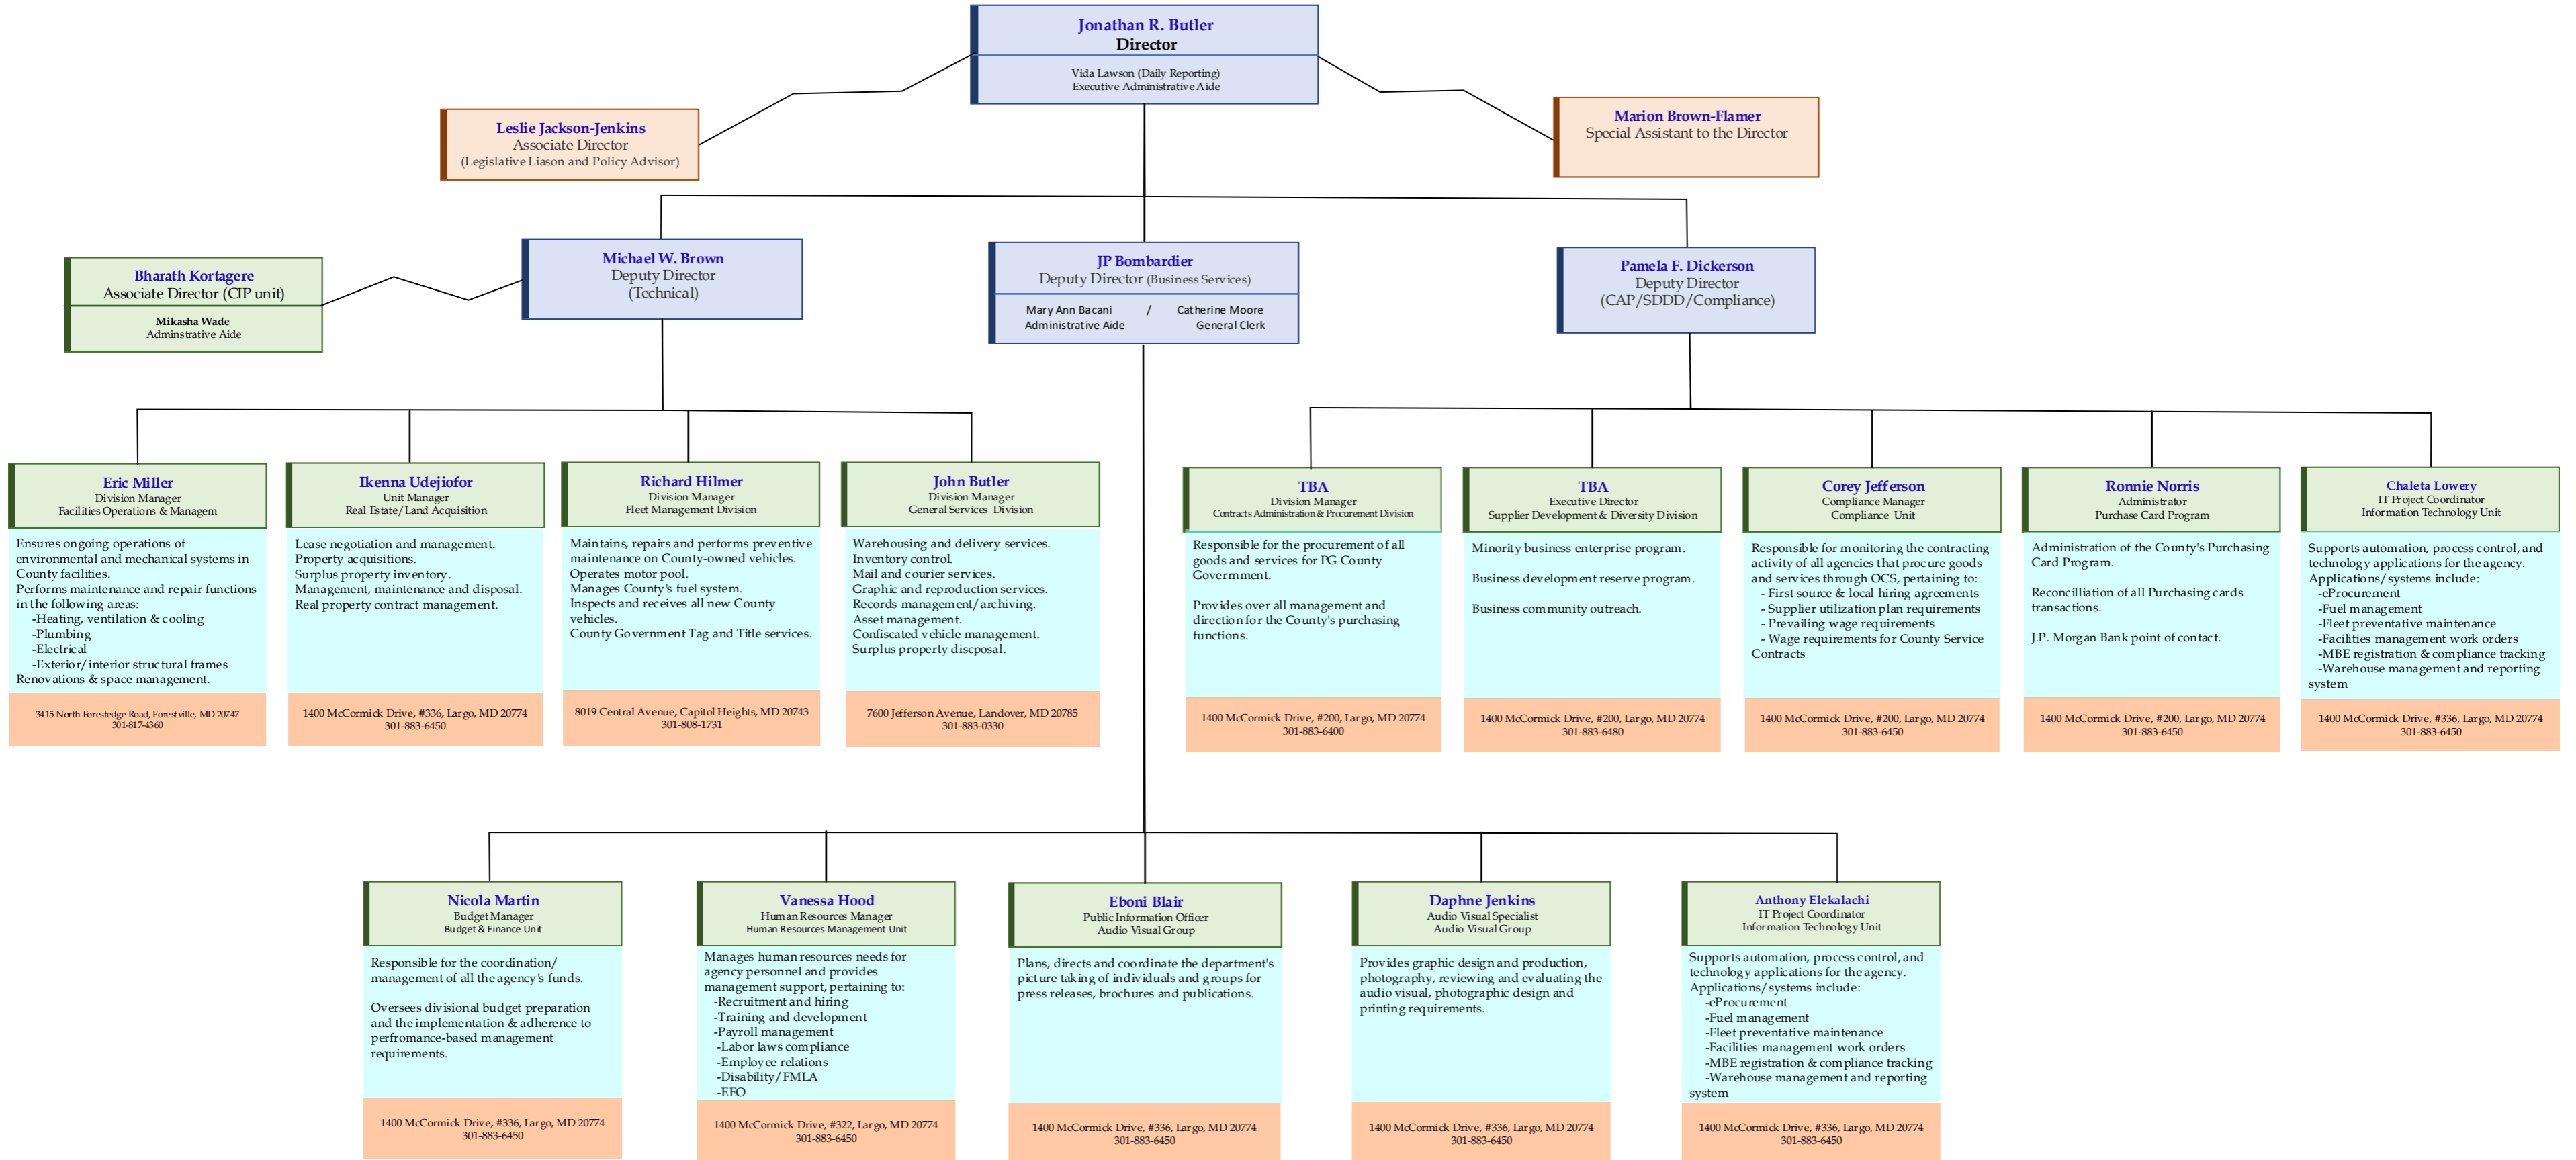 Jonathan R. Butler
Director
Vida Lawson (Daily Reporting)
Executive Administrative Aide
Leslie Jackson-Jenkins
Associate Director
(Legislative Liason and Policy Advisor)
Marion Brown-Flamer
Special Assistant to the Director
Bharath Kortagere
Associate Director (CIP unit)
Mikasha Wade
Adminstrative Aide
Michael W. Brown
Deputy Director
(Technical)
JP Bombardier
Deputy Director (Business Services)
Mary Ann Bacani / Catherine Moore
Administrative Aide General Clerk
Pamela F. Dickerson
Deputy Director
(CAP/SDDD/Compliance)
Eric Miller
Division Manager
Facilities Operations & Managem
Ensures ongoing operations of
environmental and mechanical systems in
County facilities.
Performs maintenance and repair functions
in the following areas:
-Heating, ventilation & cooling
-Plumbing
-Electrical
-Exterior/interior structural frames
Renovations & space management.
3415 North Forestedge Road, Forestville, MD 20747
301-817-4360
Ikenna Udejiofor
Unit Manager
Real Estate/Land Acquisition
Lease negotiation and management.
Property acquisitions.
Surplus property inventory.
Management, maintenance and disposal.
Real property contract management.
1400 McCormick Drive, #336, Largo, MD 20774
301-883-6450
Richard Hilmer
Division Manager
Fleet Management Division
Maintains, repairs and performs preventive
maintenance on County-owned vehicles.
Operates motor pool.
Manages County's fuel system.
Inspects and receives all new County
vehicles.
County Government Tag and Title services.
8019 Central Avenue, Capitol Heights, MD 20743
301-808-1731
John Butler
Division Manager
General Services Division
Warehousing and delivery services.
Inventory control.
Mail and courier services.
Graphic and reproduction services.
Records management/archiving.
Asset management.
Confiscated vehicle management.
Surplus property discposal.
7600 Jefferson Avenue, Landover, MD 20785
301-883-0330
TBA
Division Manager
Contracts Administration & Procurement Division
Responsible for the procurement of all
goods and services for PG County
Government.
Provides over all management and
direction for the County's purchasing
functions.
1400 McCormick Drive, #200, Largo, MD 20774
301-883-6400
TBA
Executive Director
Supplier Development & Diversity Division
Minority business enterprise program.
Business development reserve program.
Business community outreach.
1400 McCormick Drive, #200, Largo, MD 20774
301-883-6480
Corey Jefferson
Compliance Manager
Compliance Unit
Responsible for monitoring the contracting
activity of all agencies that procure goods
and services through OCS, pertaining to:
- First source & local hiring agreements
- Supplier utilization plan requirements
- Prevailing wage requirements
- Wage requirements for County Service
Contracts
1400 McCormick Drive, #200, Largo, MD 20774
301-883-6450
Ronnie Norris
Administrator
Purchase Card Program
Administration of the County's Purchasing
Card Program.
Reconcilliation of all Purchasing cards
transactions.
J.P. Morgan Bank point of contact.
1400 McCormick Drive, #200, Largo, MD 20774
301-883-6450
Chaleta Lowery
IT Project Coordinator
Information Technology Unit
Supports automation, process control, and
technology applications for the agency.
Applications/systems include:
-eProcurement
-Fuel management
-Fleet preventative maintenance
-Facilities management work orders
-MBE registration & compliance tracking
-Warehouse management and reporting
system
1400 McCormick Drive, #336, Largo, MD 20774
301-883-6450
Nicola Martin
Budget Manager
Budget & Finance Unit
Responsible for the coordination/
management of all the agency's funds.
Oversees divisional budget preparation
and the implementation & adherence to
perfromance-based management
requirements.
1400 McCormick Drive, #336, Largo, MD 20774
301-883-6450
Vanessa Hood
Human Resources Manager
Human Resources Management Unit
Manages human resources needs for
agency personnel and provides
management support, pertaining to:
-Recruitment and hiring
-Training and development
-Payroll management
-Labor laws compliance
-Employee relations
-Disability/FMLA
-EEO
1400 McCormick Drive, #322, Largo, MD 20774
301-883-6450
Eboni Blair
Public Information Officer
Audio Visual Group
Plans, directs and coordinate the department's
picture taking of individuals and groups for
press releases, brochures and publications.
1400 McCormick Drive, #336, Largo, MD 20774
301-883-6450
Daphne Jenkins
Audio Visual Specialist
Audio Visual Group
Provides graphic design and production,
photography, reviewing and evaluating the
audio visual, photographic design and
printing requirements.
1400 McCormick Drive, #336, Largo, MD 20774
301-883-6450
Anthony Elekalachi
IT Project Coordinator
Information Technology Unit
Supports automation, process control, and
technology applications for the agency.
Applications/systems include:
-eProcurement
-Fuel management
-Fleet preventative maintenance
-Facilities management work orders
-MBE registration & compliance tracking
-Warehouse management and reporting
system
1400 McCormick Drive, #336, Largo, MD 20774
301-883-6450